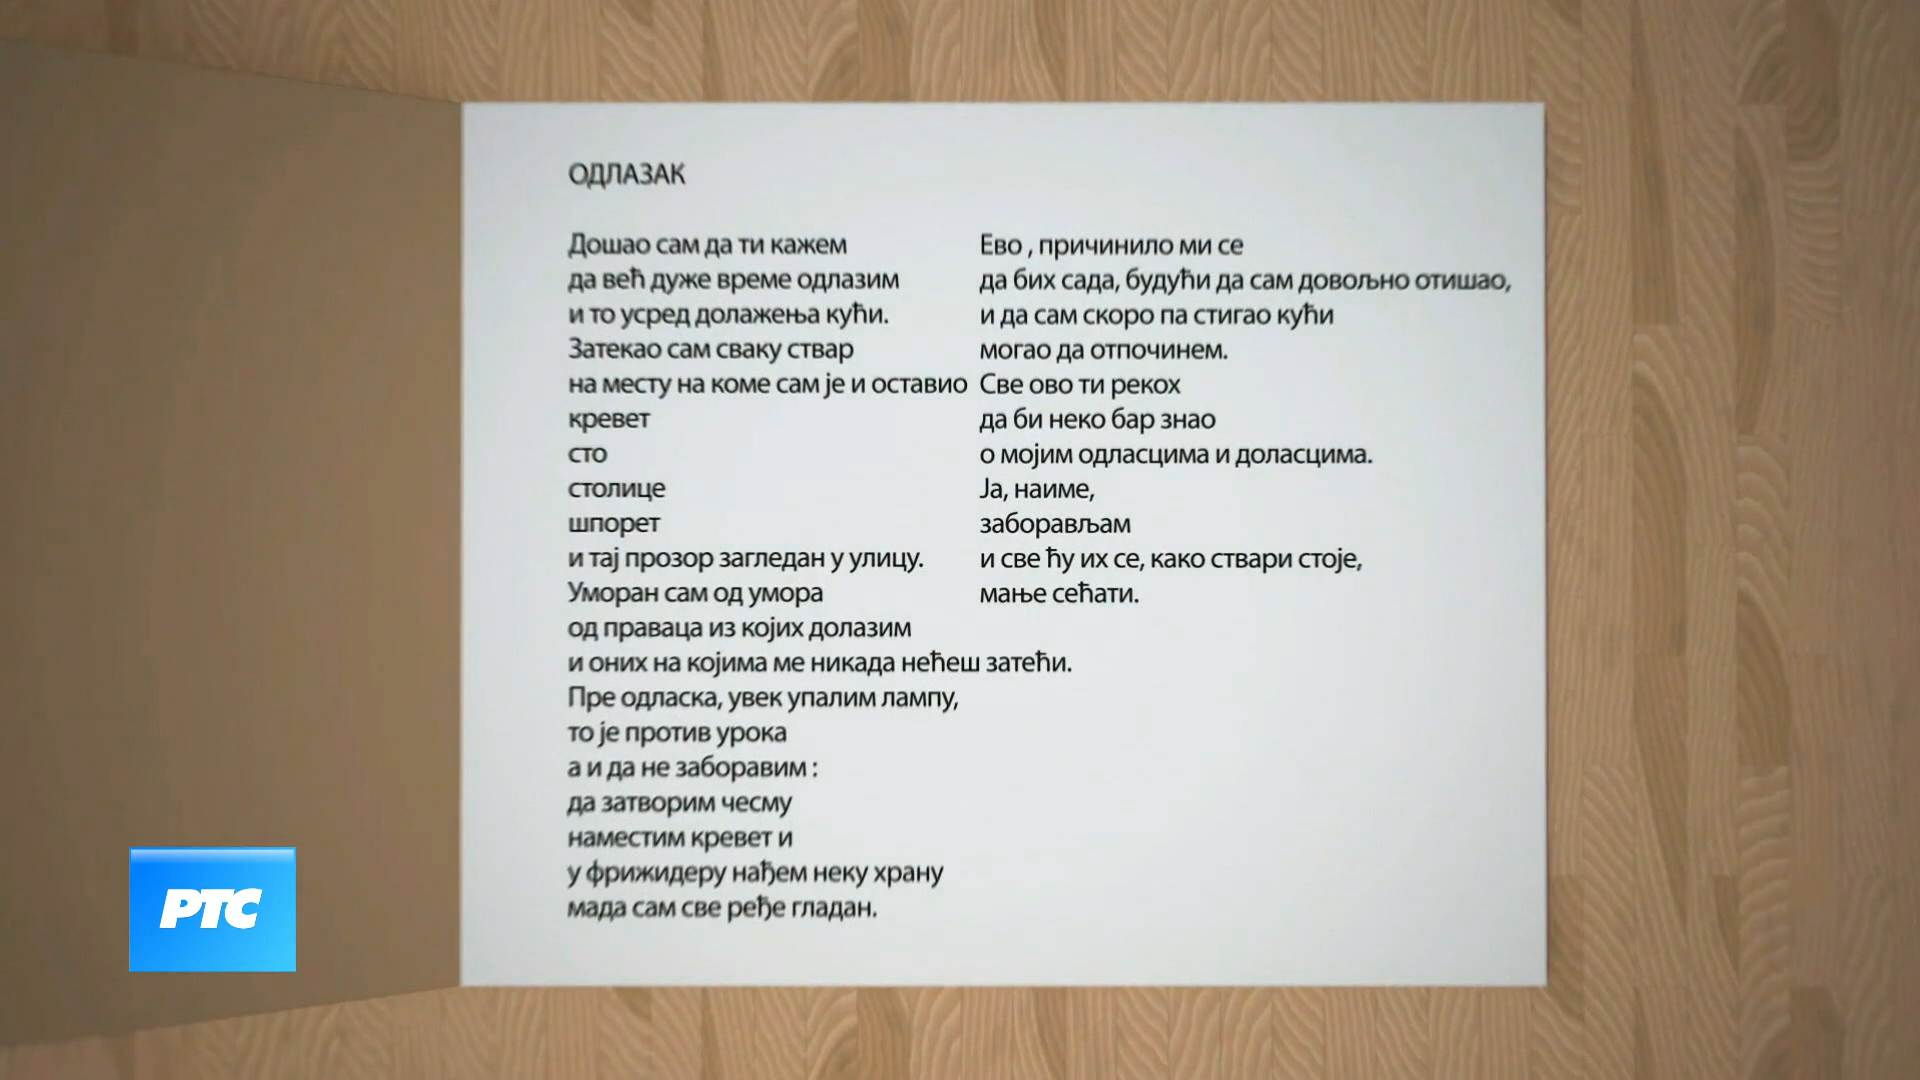 ОДЛАЗАК
Дошао сам да ти кажем
да већ дуже време одлазим
и то усред долажења кући.
Затекао сам сваку ствар
на месту на коме сам је и оставио
кревет
сто
столице
шпорет
и тај прозор загледан у улицу.
Уморан сам од умора
од праваца из којих долазим
и оних на којима ме никада нећеш затећи.
Пре одласка, увек упалим лампу,
то је против урока
а и да не заборавим :
да затворим чесму
наместим кревет и
у фрижидеру нађем неку храну
мада сам све ређе гладан.
Ево , причинило ми се
да бих сада, будући да сам довољно отишао,
и да сам скоро па стигао кући
могао да отпочинем.
Све ово ти рекох
да би неко бар знао
о мојим одласцима и доласцима.
Ја, наиме,
заборављам
и све ћу их се, како ствари стоје,
мање сећати.
РТС